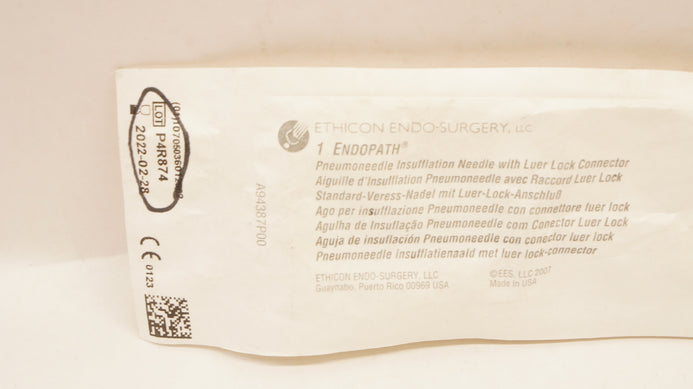 LOT P4R874
2022-02-28
CE 0123
A94387P00
ETHICON ENDO-SURGERY, LLC
1 ENDOPATH®
Pneumoneedle Insufflation Needle with Luer Lock Connector
Aiguille d'Insufflation Pneumoneedle avec Raccord Luer Lock
Standard-Veress-Nadel mit Luer-Lock-Anschluß
Ago per insufflazione Pneumoneedle con connettore luer lock
Agulha de Insuflação Pneumoneedle com Conector Luer Lock
Aguja de insuflación Pneumoneedle con conector luer lock
Pneumoneedle insufflatienaald met luer lock-connector
ETHICON ENDO-SURGERY, LLC
Guaynabo, Puerto Rico 00969 USA
©EES, LLC 2007
Made in USA